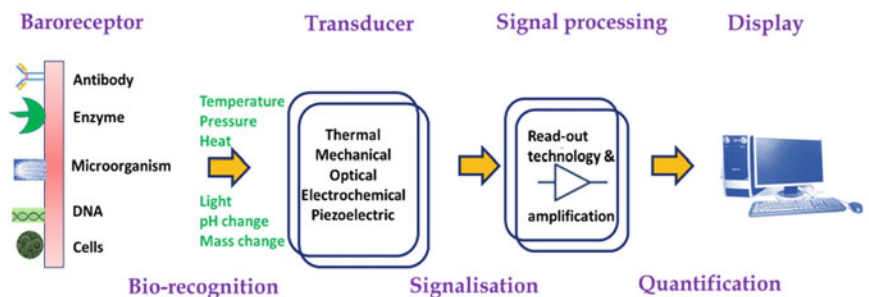 Baroreceptor
Transducer
Signal processing
Display
Antibody
Enzyme
Microorganism
DNA
Cells
Temperature
Pressure
Heat
Light
pH change
Mass change
Thermal
Mechanical
Optical
Electrochemical
Piezoelectric
Read-out
technology &
amplification
Bio-recognition
Signalisation
Quantification